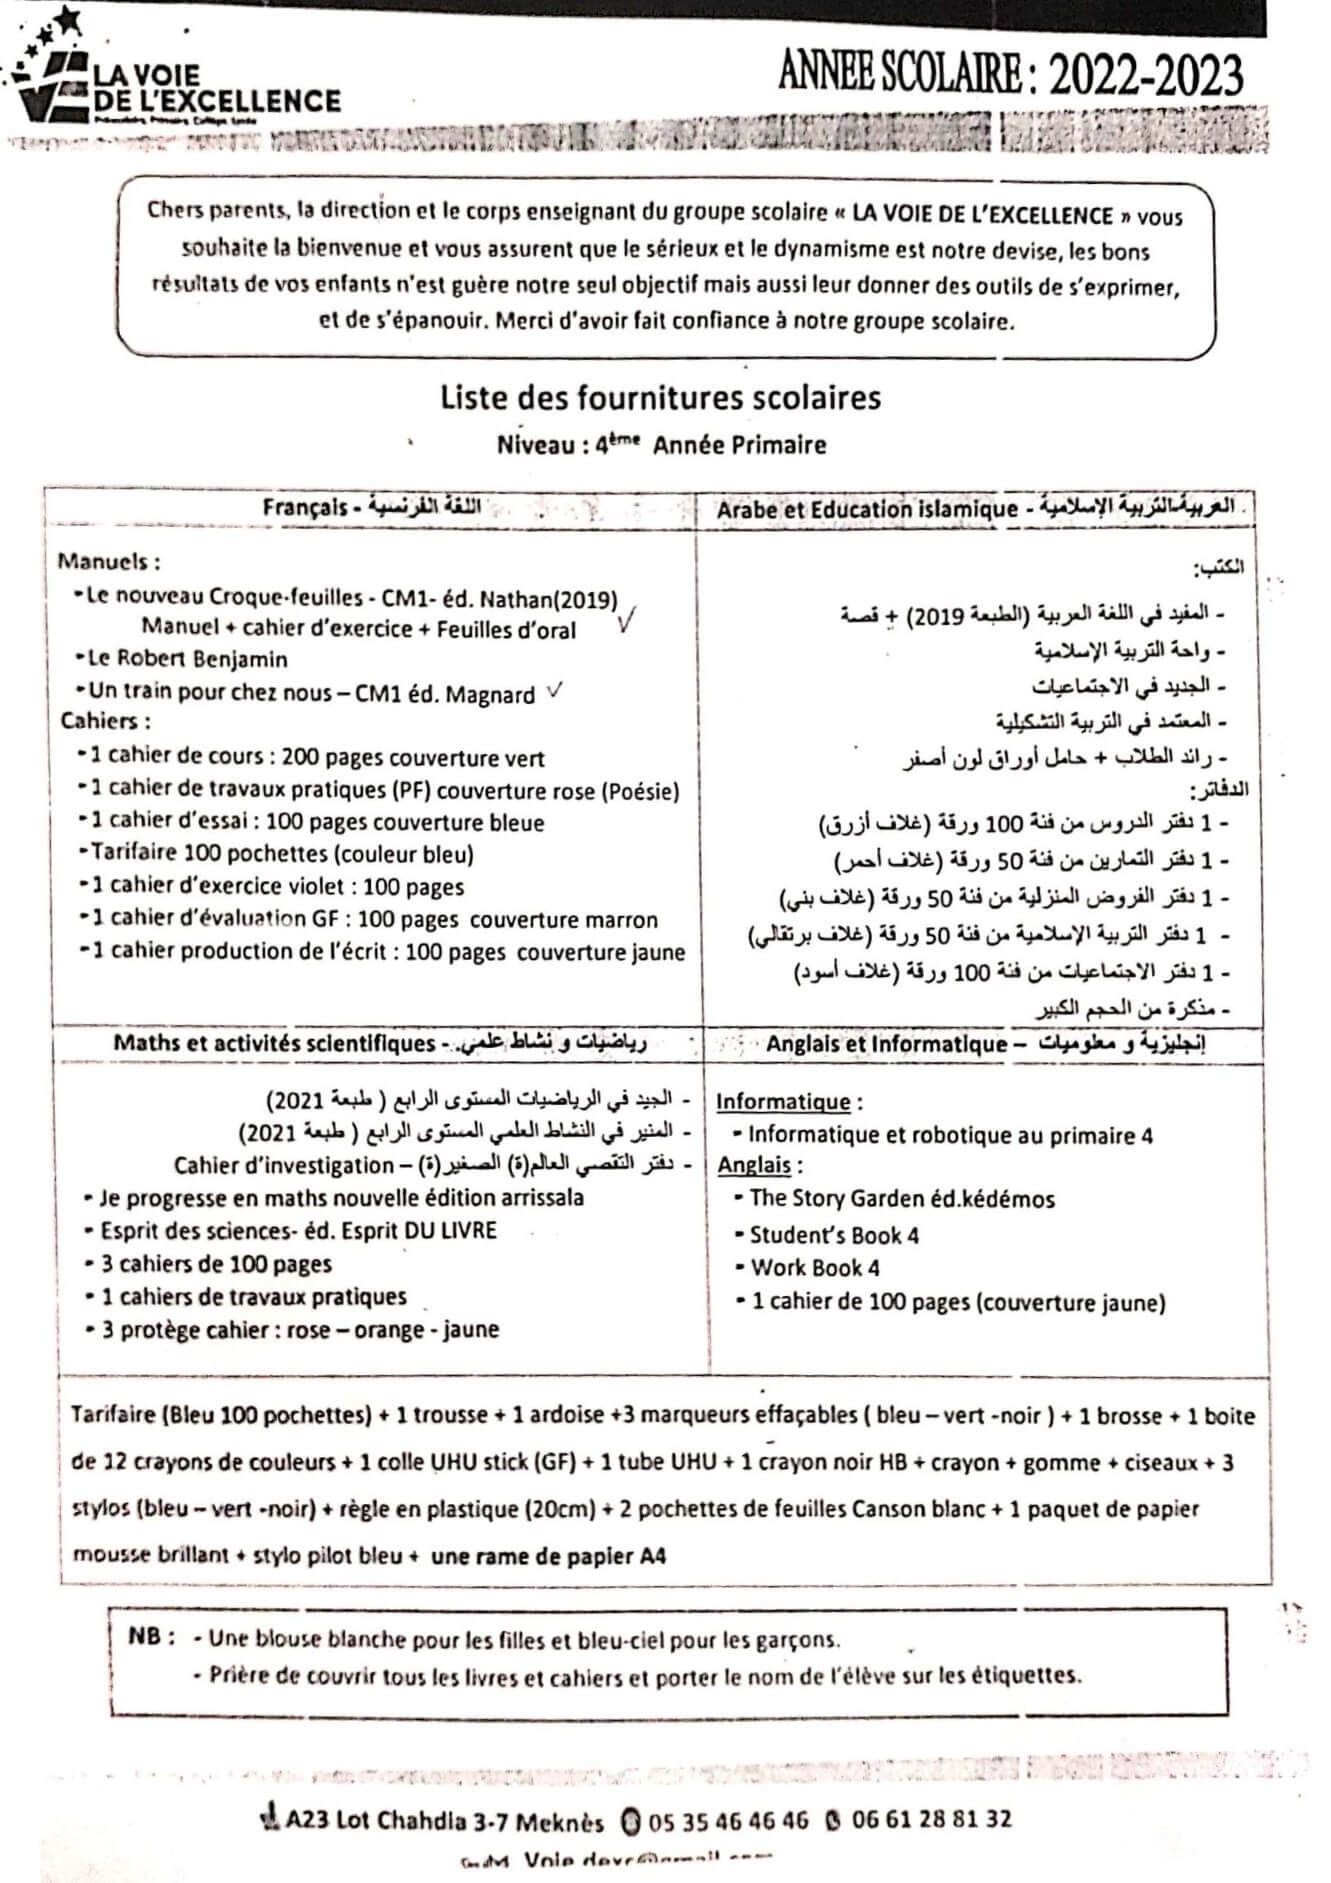 LA VOIE
DE L'EXCELLENCE
Préscolaire, Primaire, Collège, Lycée
ANNEE SCOLAIRE : 2022-2023
Chers parents, la direction et le corps enseignant du groupe scolaire « LA VOIE DE L'EXCELLENCE » vous
souhaite la bienvenue et vous assurent que le sérieux et le dynamisme est notre devise, les bons
résultats de vos enfants n'est guère notre seul objectif mais aussi leur donner des outils de s'exprimer,
et de s'épanouir. Merci d'avoir fait confiance à notre groupe scolaire.
Liste des fournitures scolaires
Niveau : 4ème Année Primaire
Français - اللغة الفرنسية
Manuels :
-Le nouveau Croque-feuilles - CM1- éd. Nathan(2019)
Manuel + cahier d'exercice + Feuilles d'oral ✓
-Le Robert Benjamin
-Un train pour chez nous – CM1 éd. Magnard ✓
Cahiers :
-1 cahier de cours : 200 pages couverture vert
-1 cahier de travaux pratiques (PF) couverture rose (Poésie)
-1 cahier d'essai : 100 pages couverture bleue
-Tarifaire 100 pochettes (couleur bleu)
-1 cahier d'exercice violet : 100 pages
-1 cahier d'évaluation GF : 100 pages couverture marron
-1 cahier production de l'écrit : 100 pages couverture jaune
Arabe et Education islamique - العربية-التربية الإسلامية
الكتب:
- المفيد في اللغة العربية (الطبعة 2019) + قصة
- واحة التربية الإسلامية
- الجديد في الاجتماعيات
- المعتمد في التربية التشكيلية
- رائد الطلاب + حامل أوراق لون أصفر
الدفاتر:
- 1 دفتر الدروس من فئة 100 ورقة (غلاف أزرق)
- 1 دفتر التمارين من فئة 50 ورقة (غلاف أحمر)
- 1 دفتر الفروض المنزلية من فئة 50 ورقة (غلاف بني)
- 1 دفتر التربية الإسلامية من فئة 50 ورقة (غلاف برتقالي)
- 1 دفتر الاجتماعيات من فئة 100 ورقة (غلاف أسود)
- مذكرة من الحجم الكبير
Maths et activités scientifiques - رياضيات و نشاط علمي.
- الجيد في الرياضيات المستوى الرابع ( طبعة 2021)
- المنير في النشاط العلمي المستوى الرابع ( طبعة 2021)
- دفتر التقصي العالم(ة) الصغير(ة) – Cahier d'investigation
- Je progresse en maths nouvelle édition arrissala
- Esprit des sciences- éd. Esprit DU LIVRE
- 3 cahiers de 100 pages
- 1 cahiers de travaux pratiques
- 3 protège cahier : rose – orange - jaune
Anglais et Informatique – إنجليزية و معلوميات
Informatique :
- Informatique et robotique au primaire 4
Anglais :
- The Story Garden éd.kédémos
- Student's Book 4
- Work Book 4
- 1 cahier de 100 pages (couverture jaune)
Tarifaire (Bleu 100 pochettes) + 1 trousse + 1 ardoise +3 marqueurs effaçables ( bleu – vert -noir ) + 1 brosse + 1 boite
de 12 crayons de couleurs + 1 colle UHU stick (GF) + 1 tube UHU + 1 crayon noir HB + crayon + gomme + ciseaux + 3
stylos (bleu – vert -noir) + règle en plastique (20cm) + 2 pochettes de feuilles Canson blanc + 1 paquet de papier
mousse brillant + stylo pilot bleu + une rame de papier A4
NB : - Une blouse blanche pour les filles et bleu-ciel pour les garçons.
- Prière de couvrir tous les livres et cahiers et porter le nom de l'élève sur les étiquettes.
A23 Lot Chahdia 3-7 Meknès 05 35 46 46 46 06 61 28 81 32